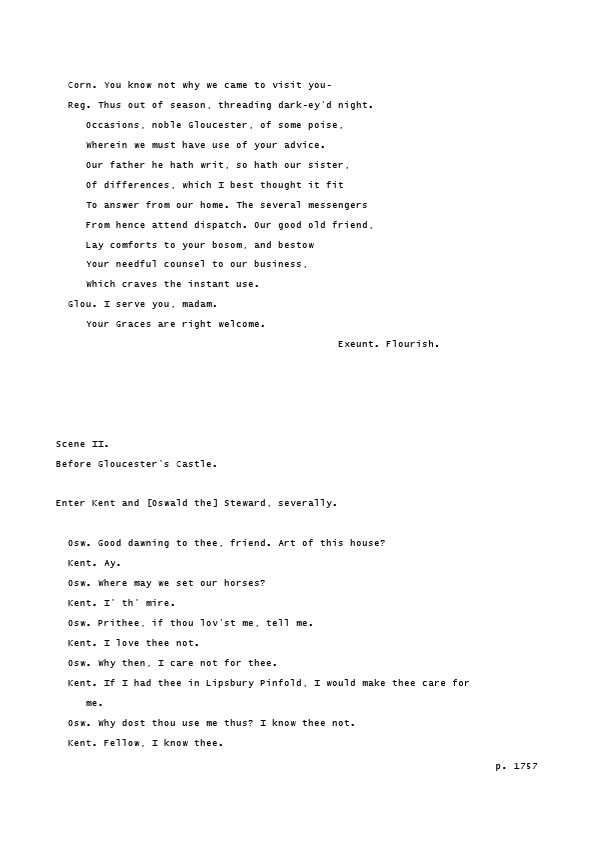 Corn. You know not why we came to visit you-
Reg. Thus out of season, threading dark-ey'd night.
Occasions, noble Gloucester, of some poise,
Wherein we must have use of your advice.
Our father he hath writ, so hath our sister,
Of differences, which I best thought it fit
To answer from our home. The several messengers
From hence attend dispatch. Our good old friend,
Lay comforts to your bosom, and bestow
Your needful counsel to our business,
Which craves the instant use.
Glou. I serve you, madam.
Your Graces are right welcome.
Exeunt. Flourish.
Scene II.
Before Gloucester's Castle.
Enter Kent and [Oswald the] Steward, severally.
Osw. Good dawning to thee, friend. Art of this house?
Kent. Ay.
Osw. Where may we set our horses?
Kent. I' th' mire.
Osw. Prithee, if thou lov'st me, tell me.
Kent. I love thee not.
Osw. Why then, I care not for thee.
Kent. If I had thee in Lipsbury Pinfold, I would make thee care for
me.
Osw. Why dost thou use me thus? I know thee not.
Kent. Fellow, I know thee.
p. 1757